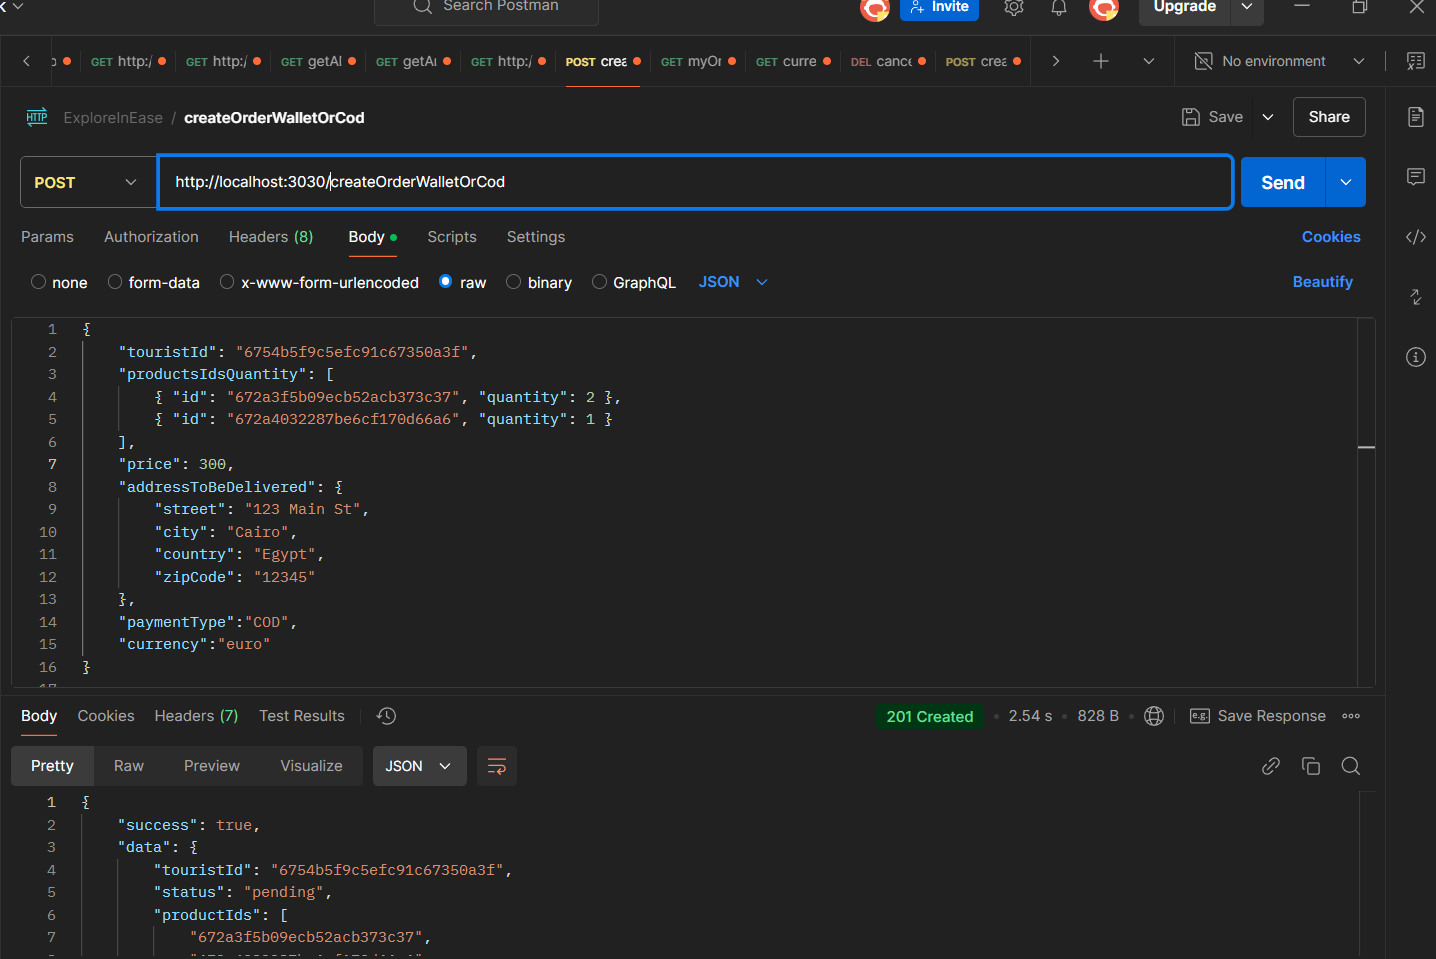 Search Postman
Invite
Upgrade
GET http:/
GET http:/
GET getAl
GET getAl
GET http:/
POST crea
GET myOr
GET curre
DEL cance
POST crea
No environment
HTTP ExploreInEase / createOrderWalletOrCod
Save
Share
POST
http://localhost:3030/createOrderWalletOrCod
Send
Params Authorization Headers (8) Body Scripts Settings
Cookies
none form-data x-www-form-urlencoded raw binary GraphQL JSON
Beautify
1 {
2 "touristId": "6754b5f9c5efc91c67350a3f",
3 "productsIdsQuantity": [
4 { "id": "672a3f5b09ecb52acb373c37", "quantity": 2 },
5 { "id": "672a4032287be6cf170d66a6", "quantity": 1 }
6 ],
7 "price": 300,
8 "addressToBeDelivered": {
9 "street": "123 Main St",
10 "city": "Cairo",
11 "country": "Egypt",
12 "zipCode": "12345"
13 },
14 "paymentType":"COD",
15 "currency":"euro"
16 }
17
Body Cookies Headers (7) Test Results
201 Created 2.54 s 828 B
e.g. Save Response
Pretty Raw Preview Visualize JSON
1 {
2 "success": true,
3 "data": {
4 "touristId": "6754b5f9c5efc91c67350a3f",
5 "status": "pending",
6 "productIds": [
7 "672a3f5b09ecb52acb373c37",